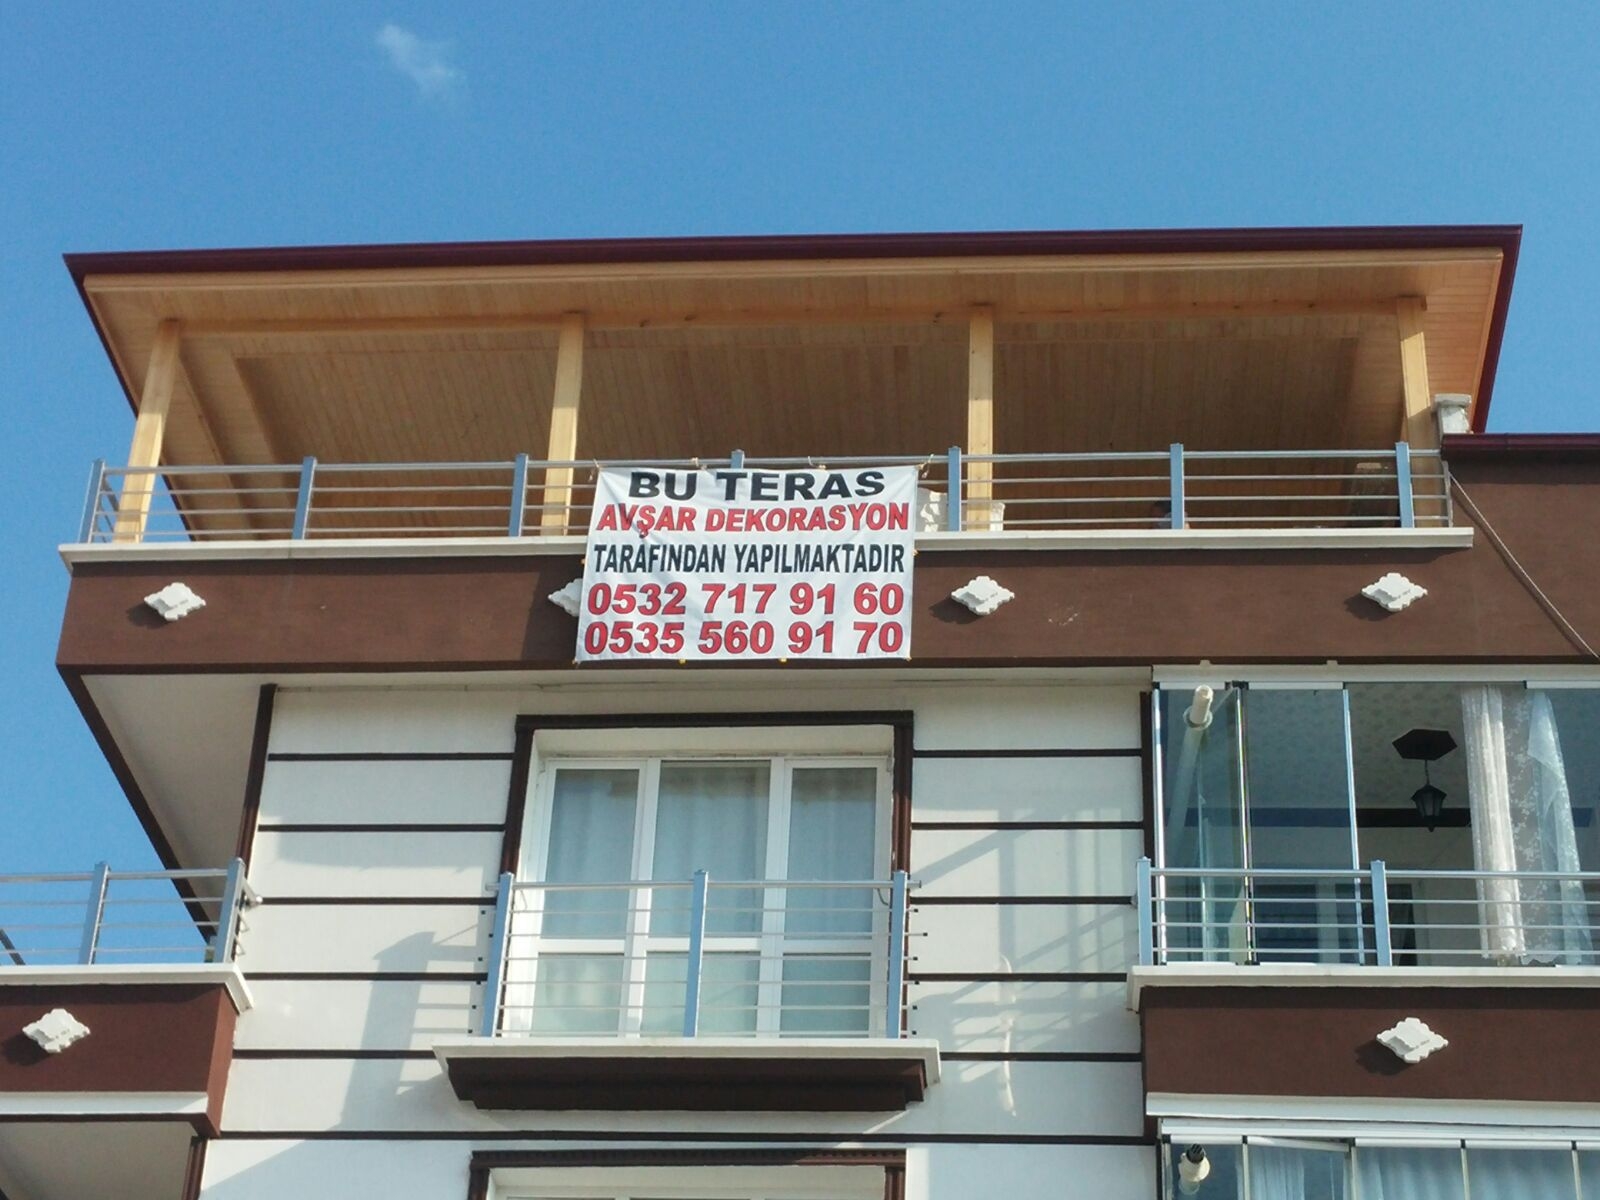 BU TERAS
AVŞAR DEKORASYON
TARAFINDAN YAPILMAKTADIR
0532 717 91 60
0535 560 91 70